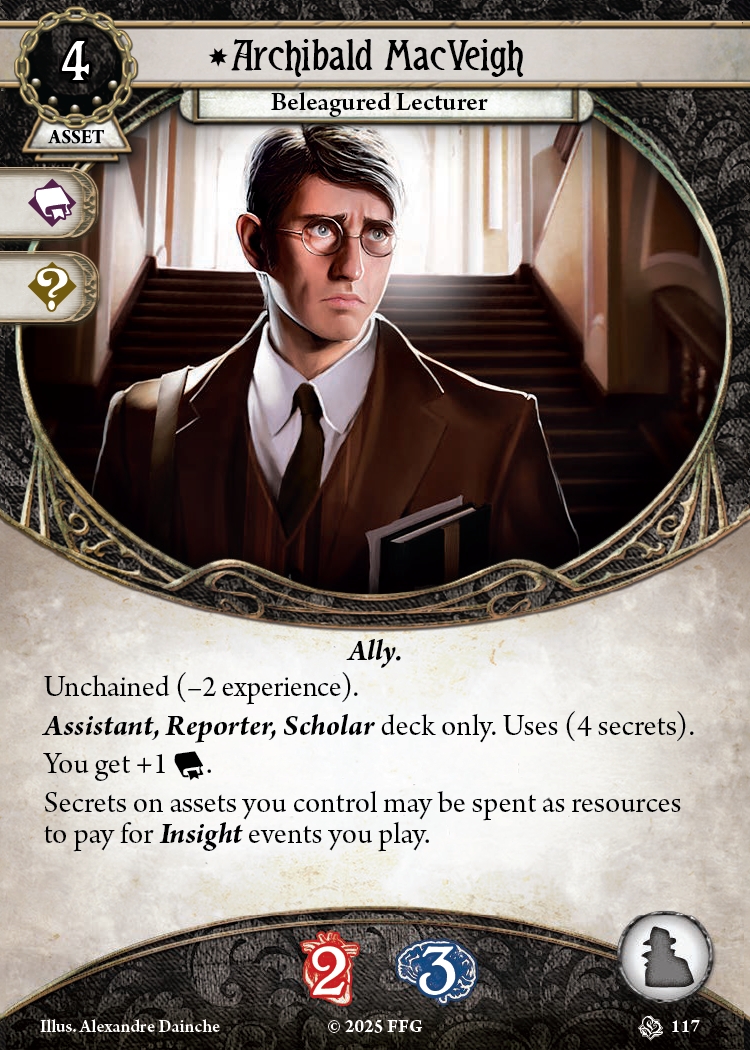 4
Archibald MacVeigh
ASSET
Beleagured Lecturer
?
Ally.
Unchained (–2 experience).
Assistant, Reporter, Scholar deck only. Uses (4 secrets).
You get +1 .
Secrets on assets you control may be spent as resources
to pay for Insight events you play.
2 3
Illus. Alexandre Dainche © 2025 FFG 117